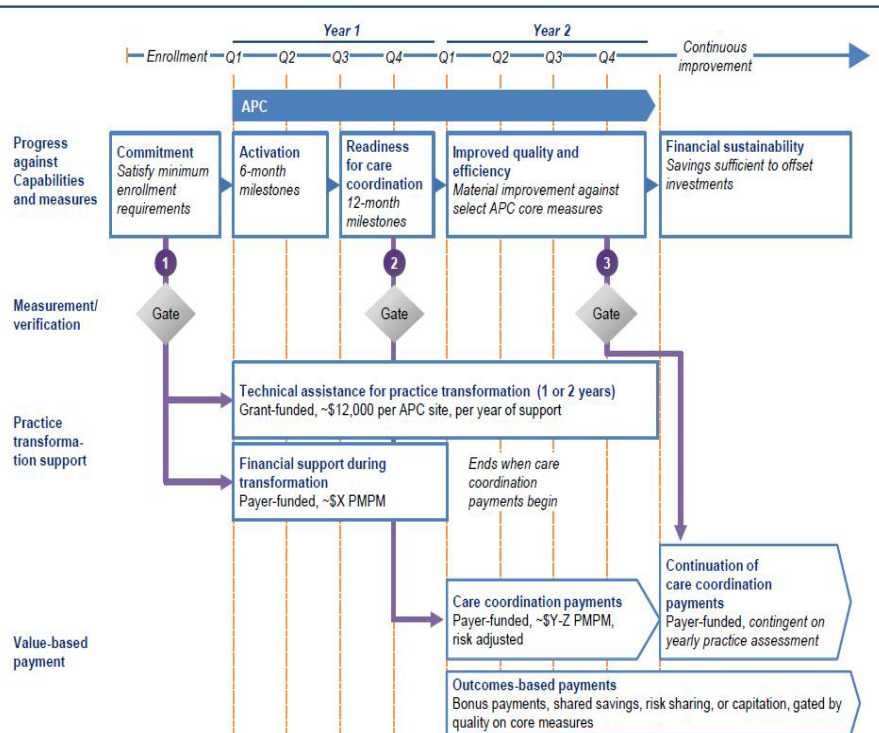 Year 1
Year 2
Enrollment
Q1
Q2
Q3
Q4
Q1
Q2
Q3
Q4
Continuous
improvement
APC
Progress
against
Capabilities
and measures
Commitment
Satisfy minimum
enrollment
requirements
Activation
6-month
milestones
Readiness
for care
coordination
12-month
milestones
Improved quality and
efficiency
Material improvement against
select APC core measures
Financial sustainability
Savings sufficient to offset
investments
1
2
3
Measurement/
verification
Gate
Gate
Gate
Practice
transforma-
tion support
Technical assistance for practice transformation (1 or 2 years)
Grant-funded, ~$12,000 per APC site, per year of support
Financial support during
transformation
Payer-funded, ~$X PMPM
Ends when care
coordination
payments begin
Value-based
payment
Care coordination payments
Payer-funded, ~$Y-Z PMPM,
risk adjusted
Continuation of
care coordination
payments
Payer-funded, contingent on
yearly practice assessment
Outcomes-based payments
Bonus payments, shared savings, risk sharing, or capitation, gated by
quality on core measures